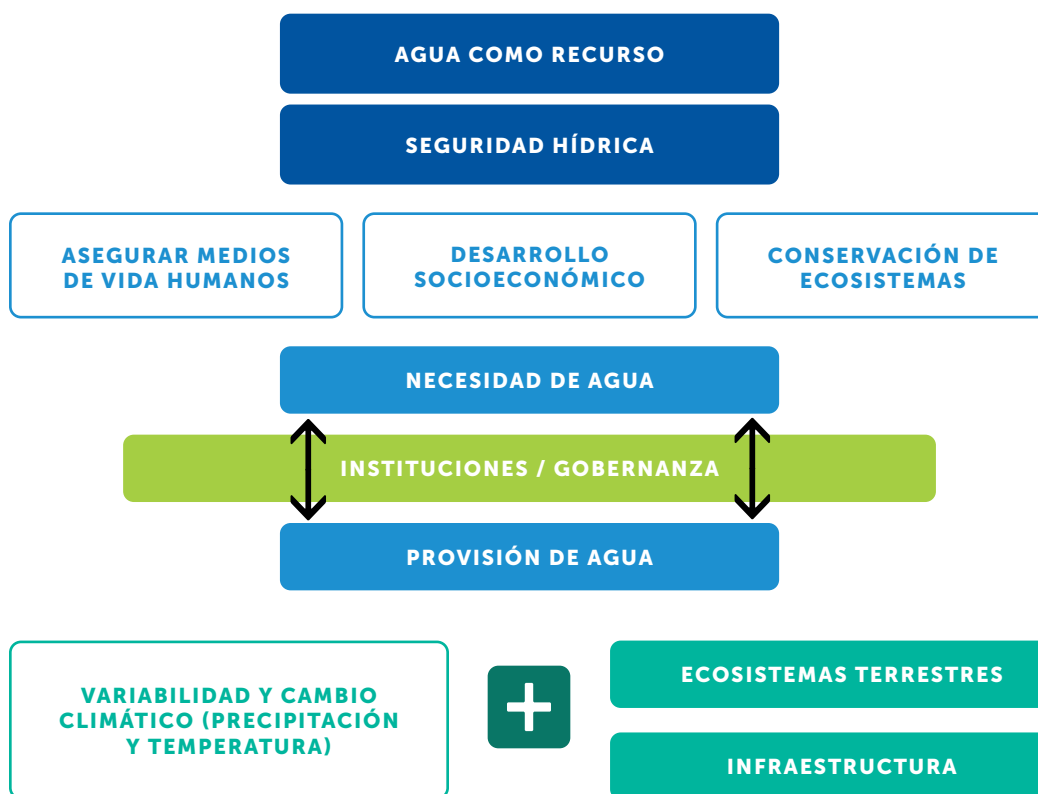 AGUA COMO RECURSO
SEGURIDAD HÍDRICA
ASEGURAR MEDIOS
DE VIDA HUMANOS
DESARROLLO
SOCIOECONÓMICO
CONSERVACIÓN DE
ECOSISTEMAS
NECESIDAD DE AGUA
INSTITUCIONES / GOBERNANZA
PROVISIÓN DE AGUA
VARIABILIDAD Y CAMBIO
CLIMÁTICO (PRECIPITACIÓN
Y TEMPERATURA)
+
ECOSISTEMAS TERRESTRES
INFRAESTRUCTURA